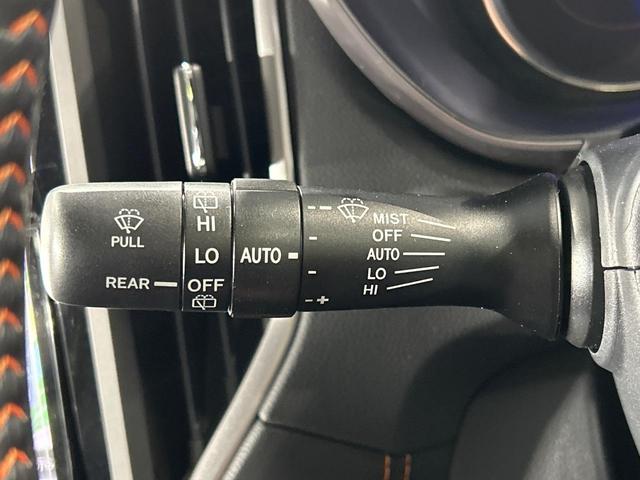 PULL
REAR
HI
LO
OFF
AUTO
- -
-
-
- +
MIST
OFF
AUTO
LO
HI